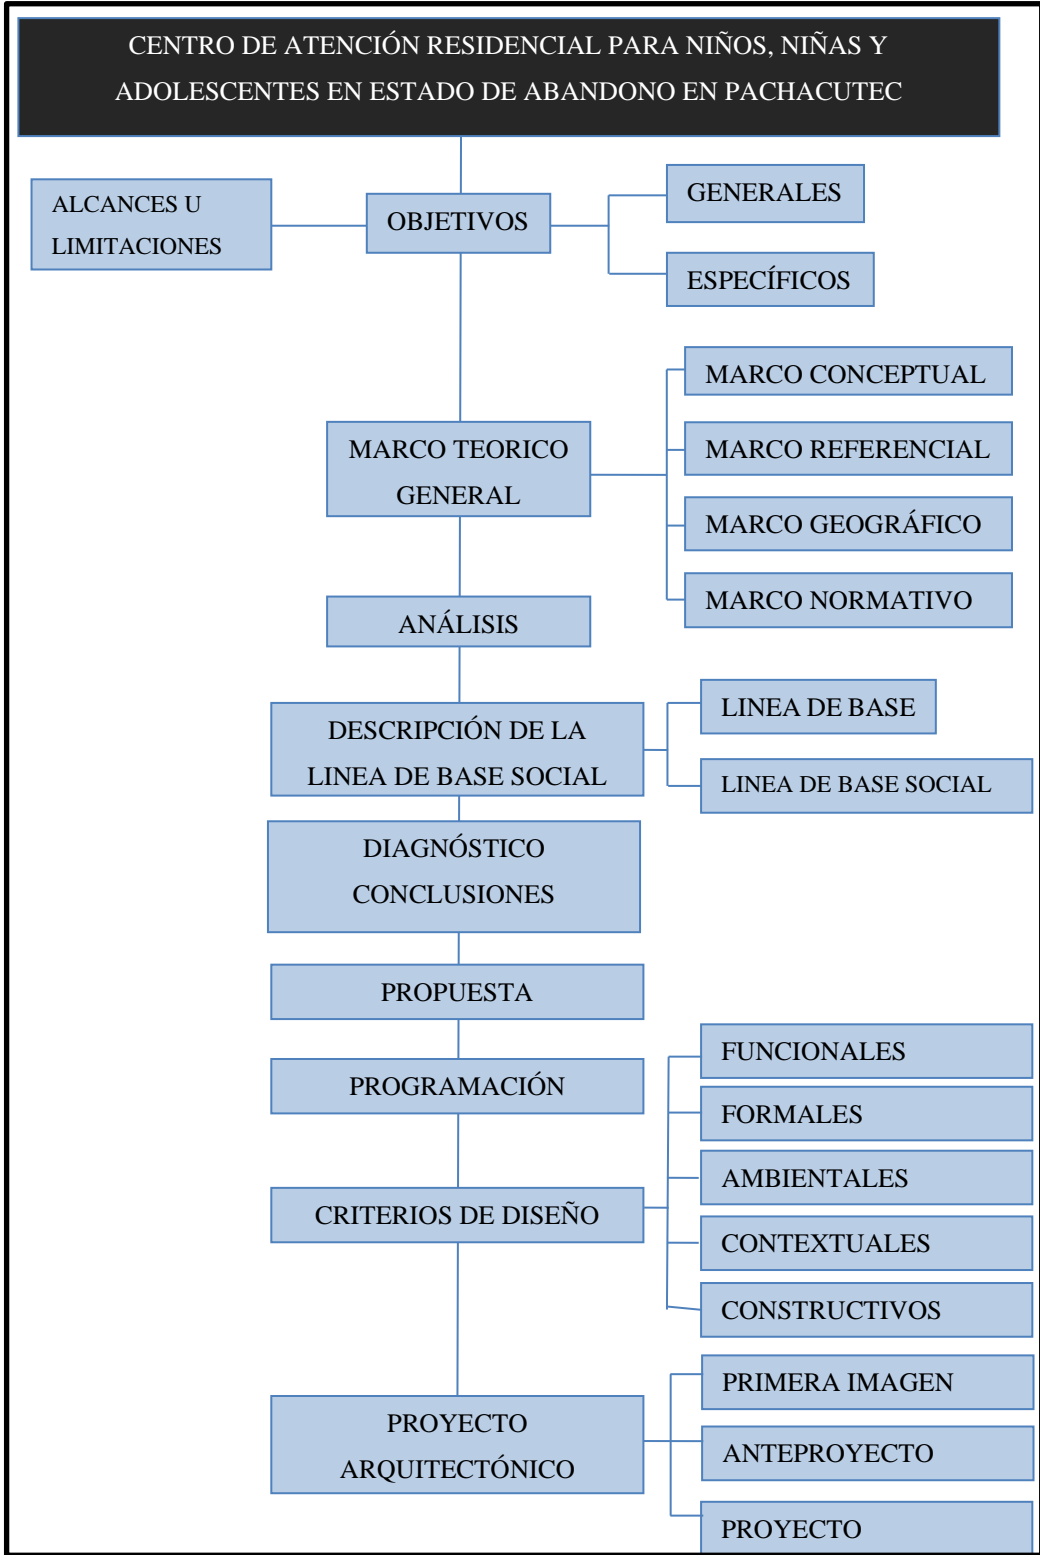 CENTRO DE ATENCIÓN RESIDENCIAL PARA NIÑOS, NIÑAS Y
ADOLESCENTES EN ESTADO DE ABANDONO EN PACHACUTEC
ALCANCES U
LIMITACIONES
OBJETIVOS
GENERALES
ESPECÍFICOS
MARCO TEORICO
GENERAL
MARCO CONCEPTUAL
MARCO REFERENCIAL
MARCO GEOGRÁFICO
MARCO NORMATIVO
ANÁLISIS
DESCRIPCIÓN DE LA
LINEA DE BASE SOCIAL
LINEA DE BASE
LINEA DE BASE SOCIAL
DIAGNÓSTICO
CONCLUSIONES
PROPUESTA
PROGRAMACIÓN
CRITERIOS DE DISEÑO
FUNCIONALES
FORMALES
AMBIENTALES
CONTEXTUALES
CONSTRUCTIVOS
PROYECTO
ARQUITECTÓNICO
PRIMERA IMAGEN
ANTEPROYECTO
PROYECTO